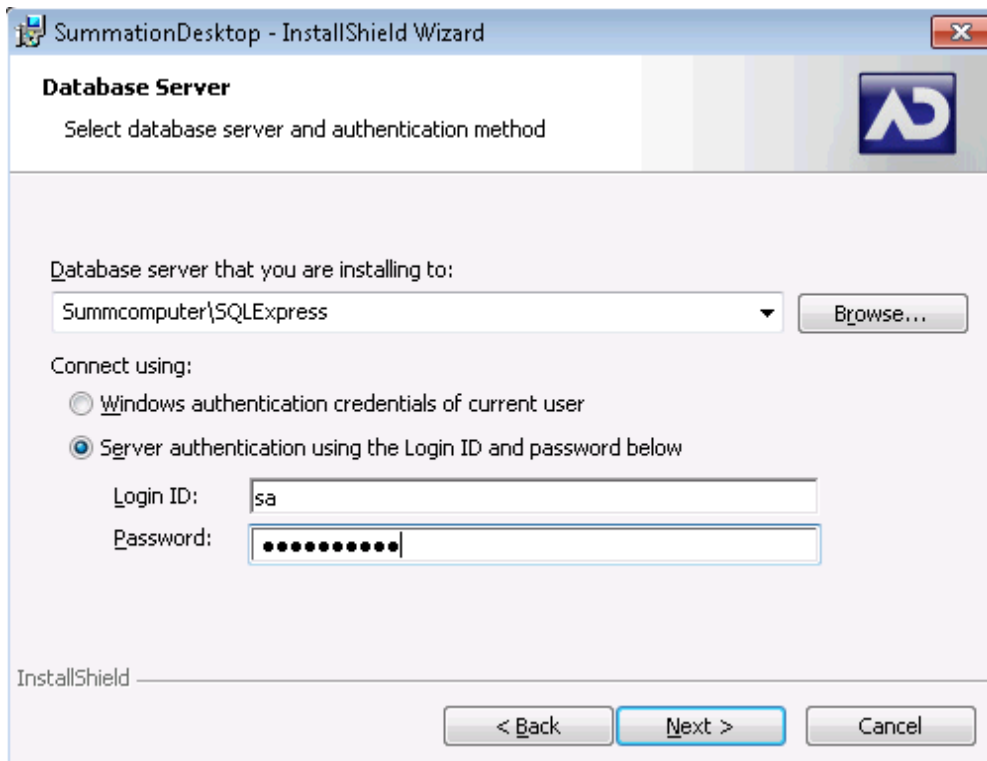 SummationDesktop - InstallShield Wizard
Database Server
Select database server and authentication method
Database server that you are installing to:
Summcomputer\SQLExpress
Browse...
Connect using:
Windows authentication credentials of current user
Server authentication using the Login ID and password below
Login ID:
sa
Password:
●●●●●●●●●●
InstallShield
< Back
Next >
Cancel